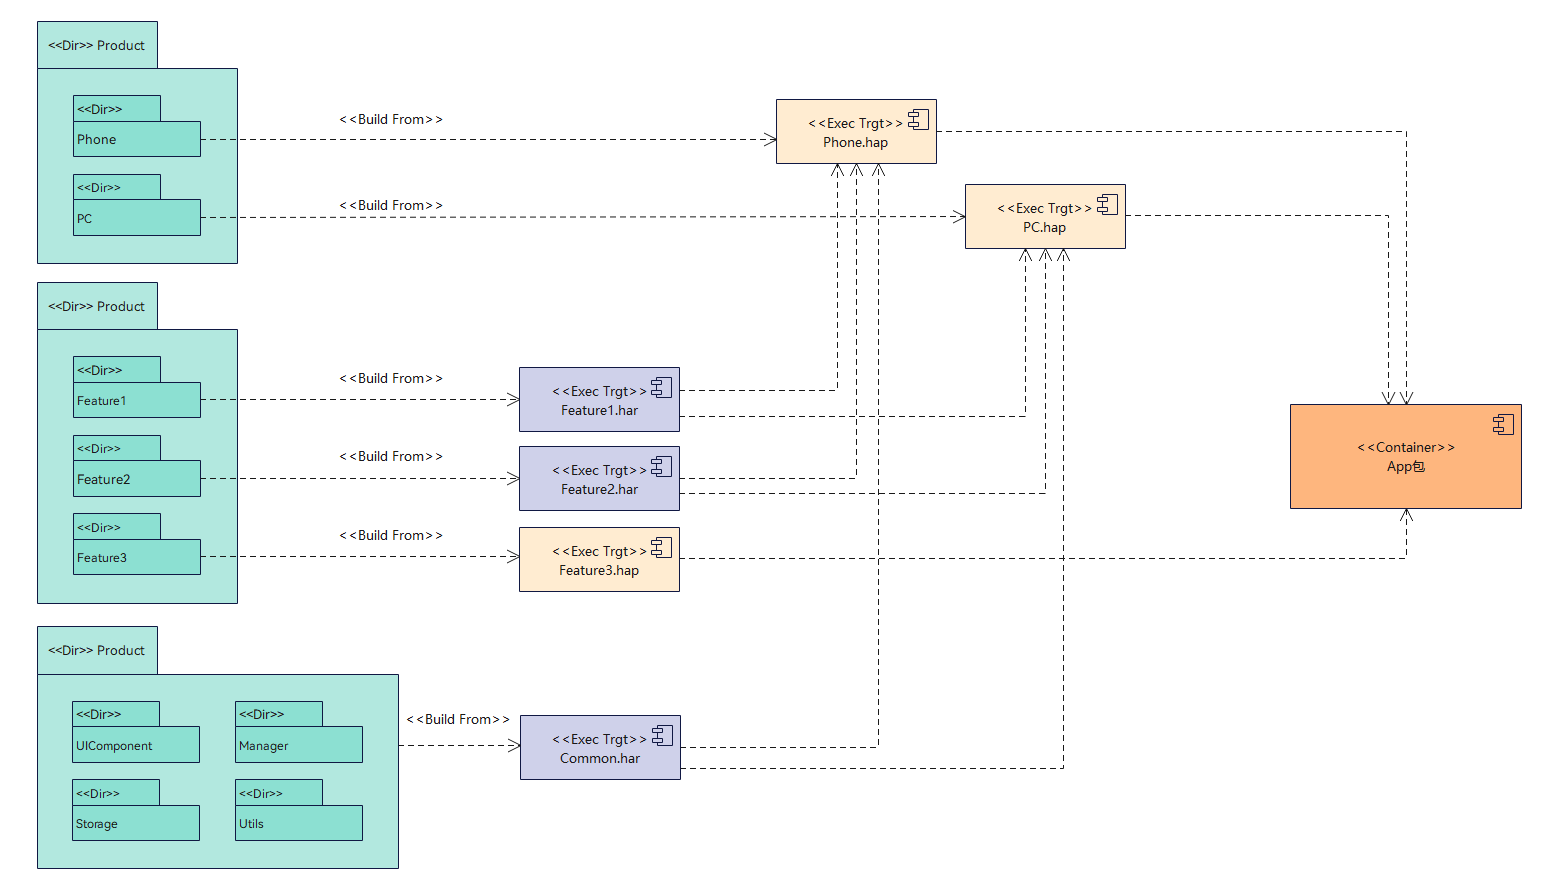 <<Dir>> Product
<<Dir>>
Phone
<<Dir>>
PC
<<Build From>>
<<Build From>>
<<Exec Trgt>>
Phone.hap
<<Exec Trgt>>
PC.hap
<<Dir>> Product
<<Dir>>
Feature1
<<Dir>>
Feature2
<<Dir>>
Feature3
<<Build From>>
<<Build From>>
<<Build From>>
<<Exec Trgt>>
Feature1.har
<<Exec Trgt>>
Feature2.har
<<Exec Trgt>>
Feature3.hap
<<Container>>
App包
<<Dir>> Product
<<Dir>>
UIComponent
<<Dir>>
Manager
<<Dir>>
Storage
<<Dir>>
Utils
<<Build From>>
<<Exec Trgt>>
Common.har